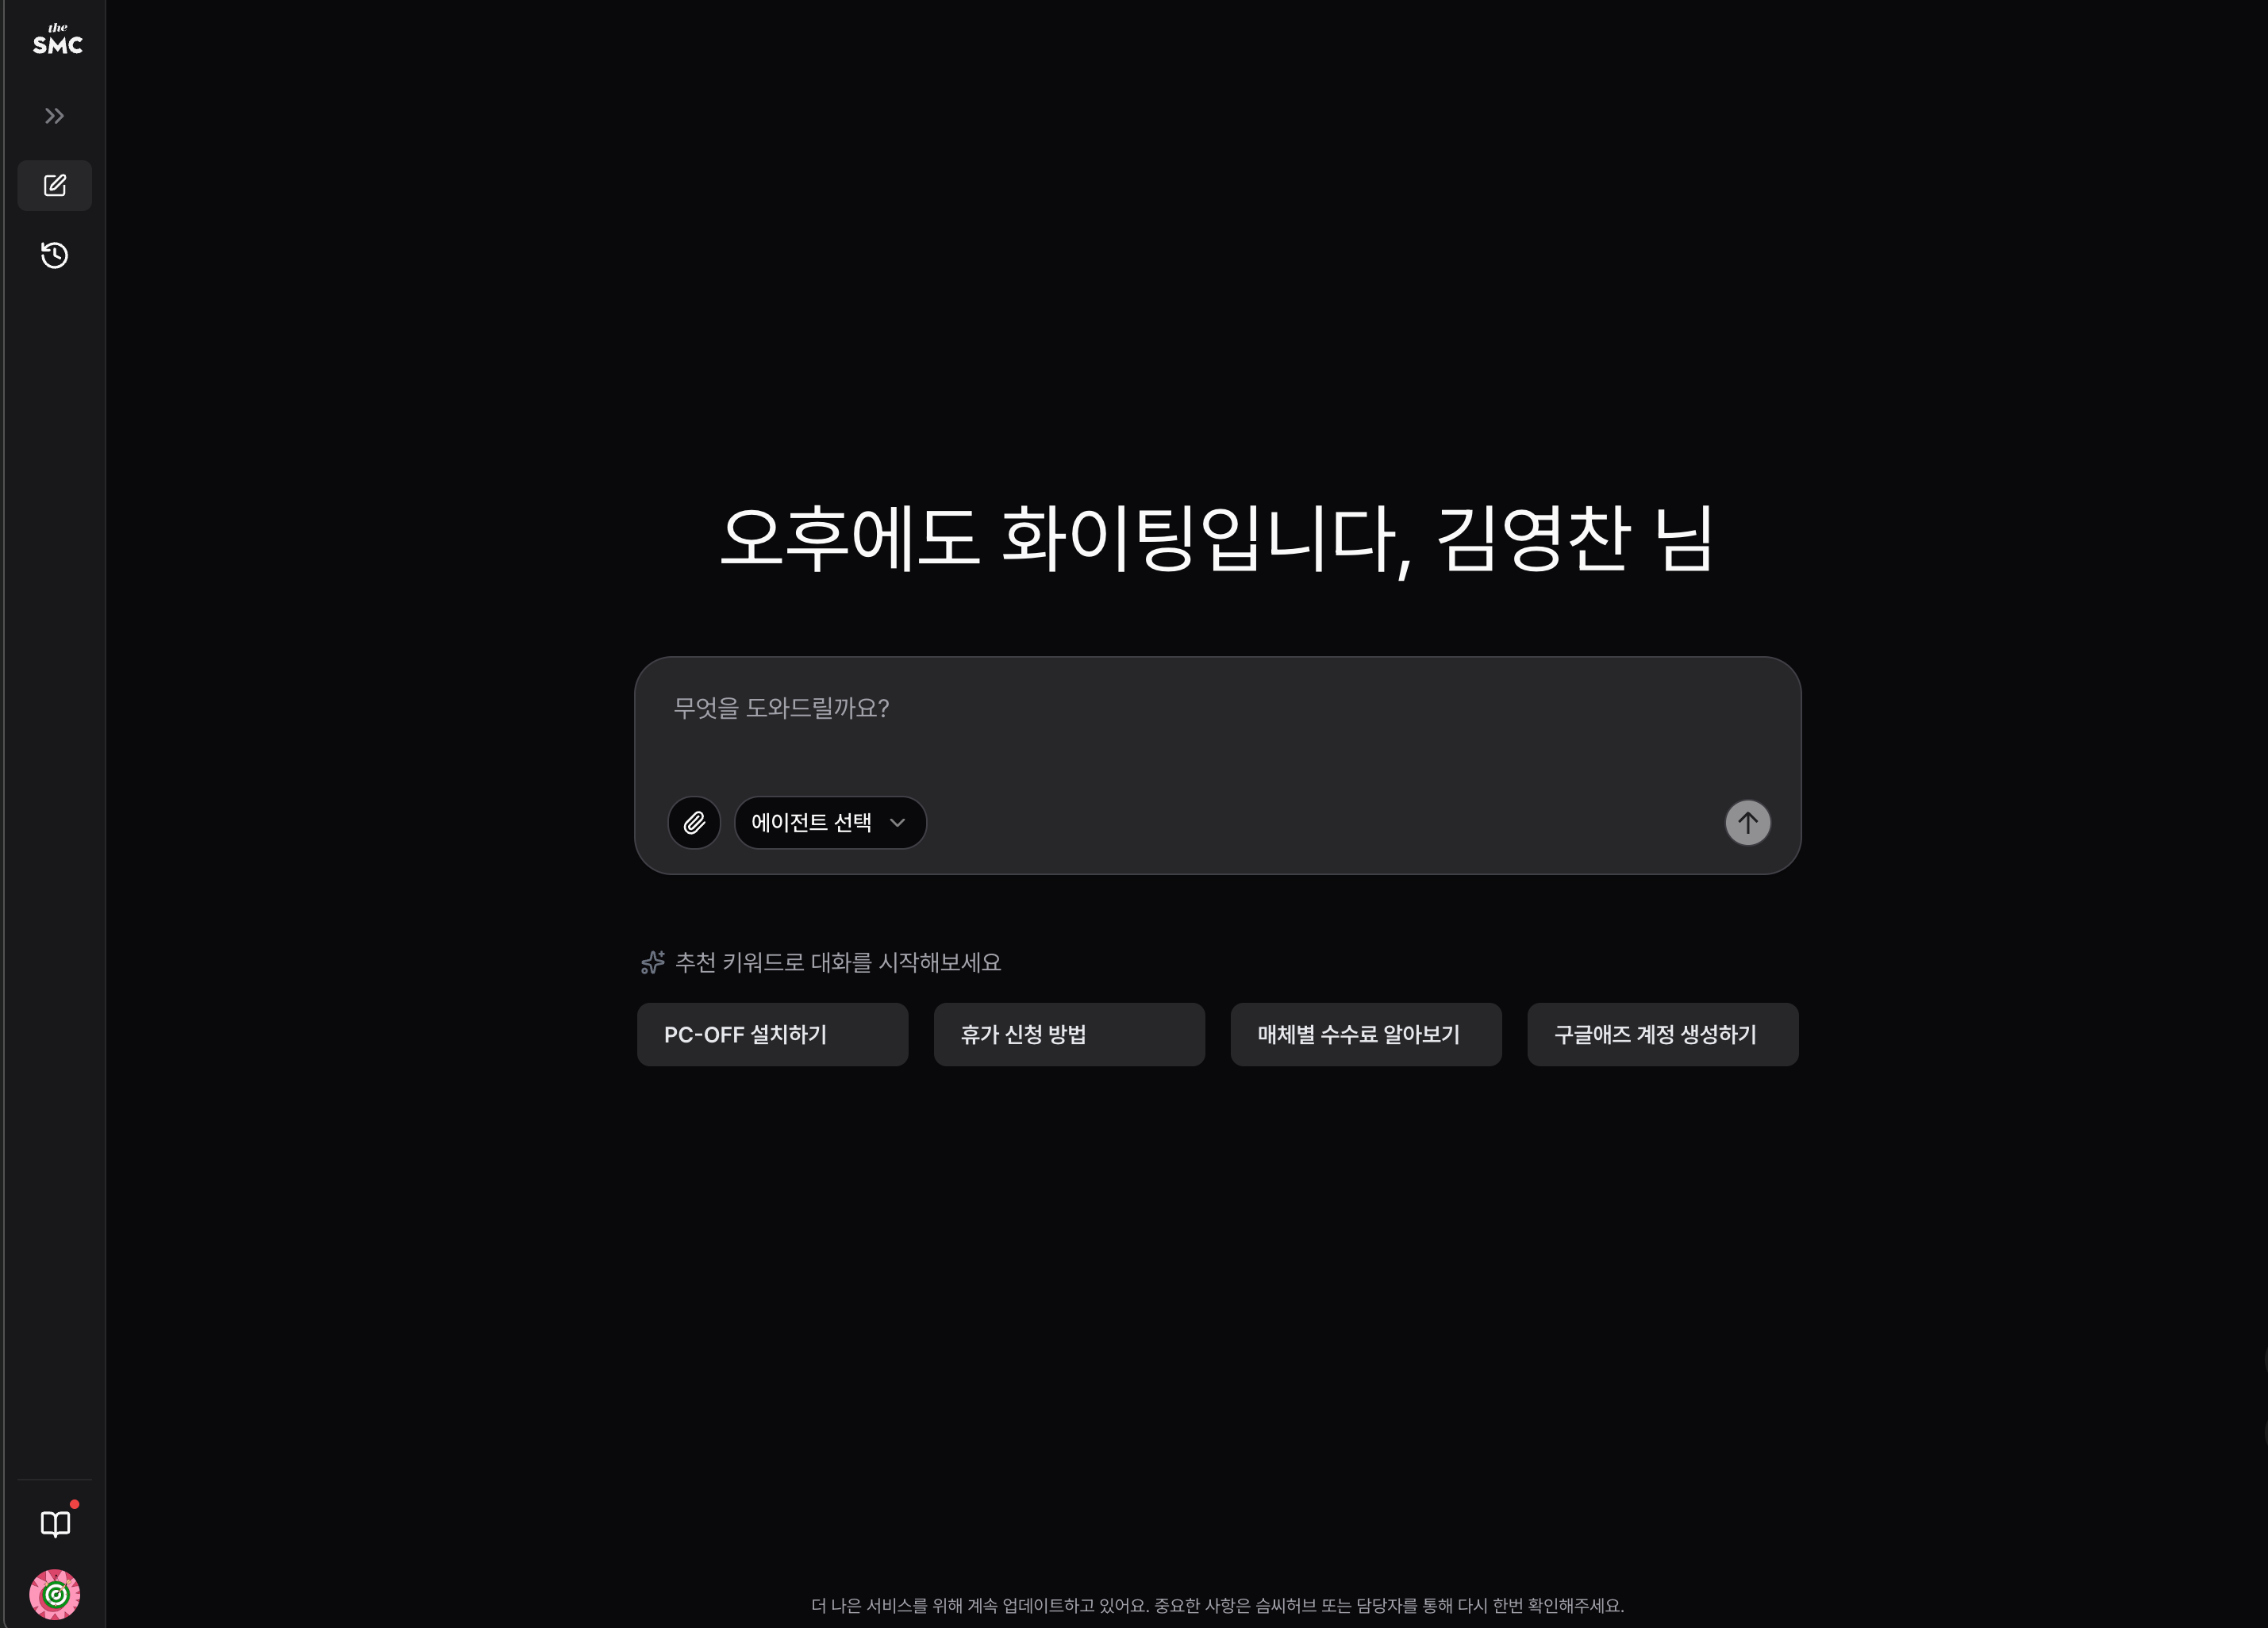 the
SMC
오후에도 화이팅입니다, 김영찬 님
무엇을 도와드릴까요?
에이전트 선택
추천 키워드로 대화를 시작해보세요
PC-OFF 설치하기
휴가 신청 방법
매체별 수수료 알아보기
구글애즈 계정 생성하기
더 나은 서비스를 위해 계속 업데이트하고 있어요. 중요한 사항은 슴씨허브 또는 담당자를 통해 다시 한번 확인해주세요.